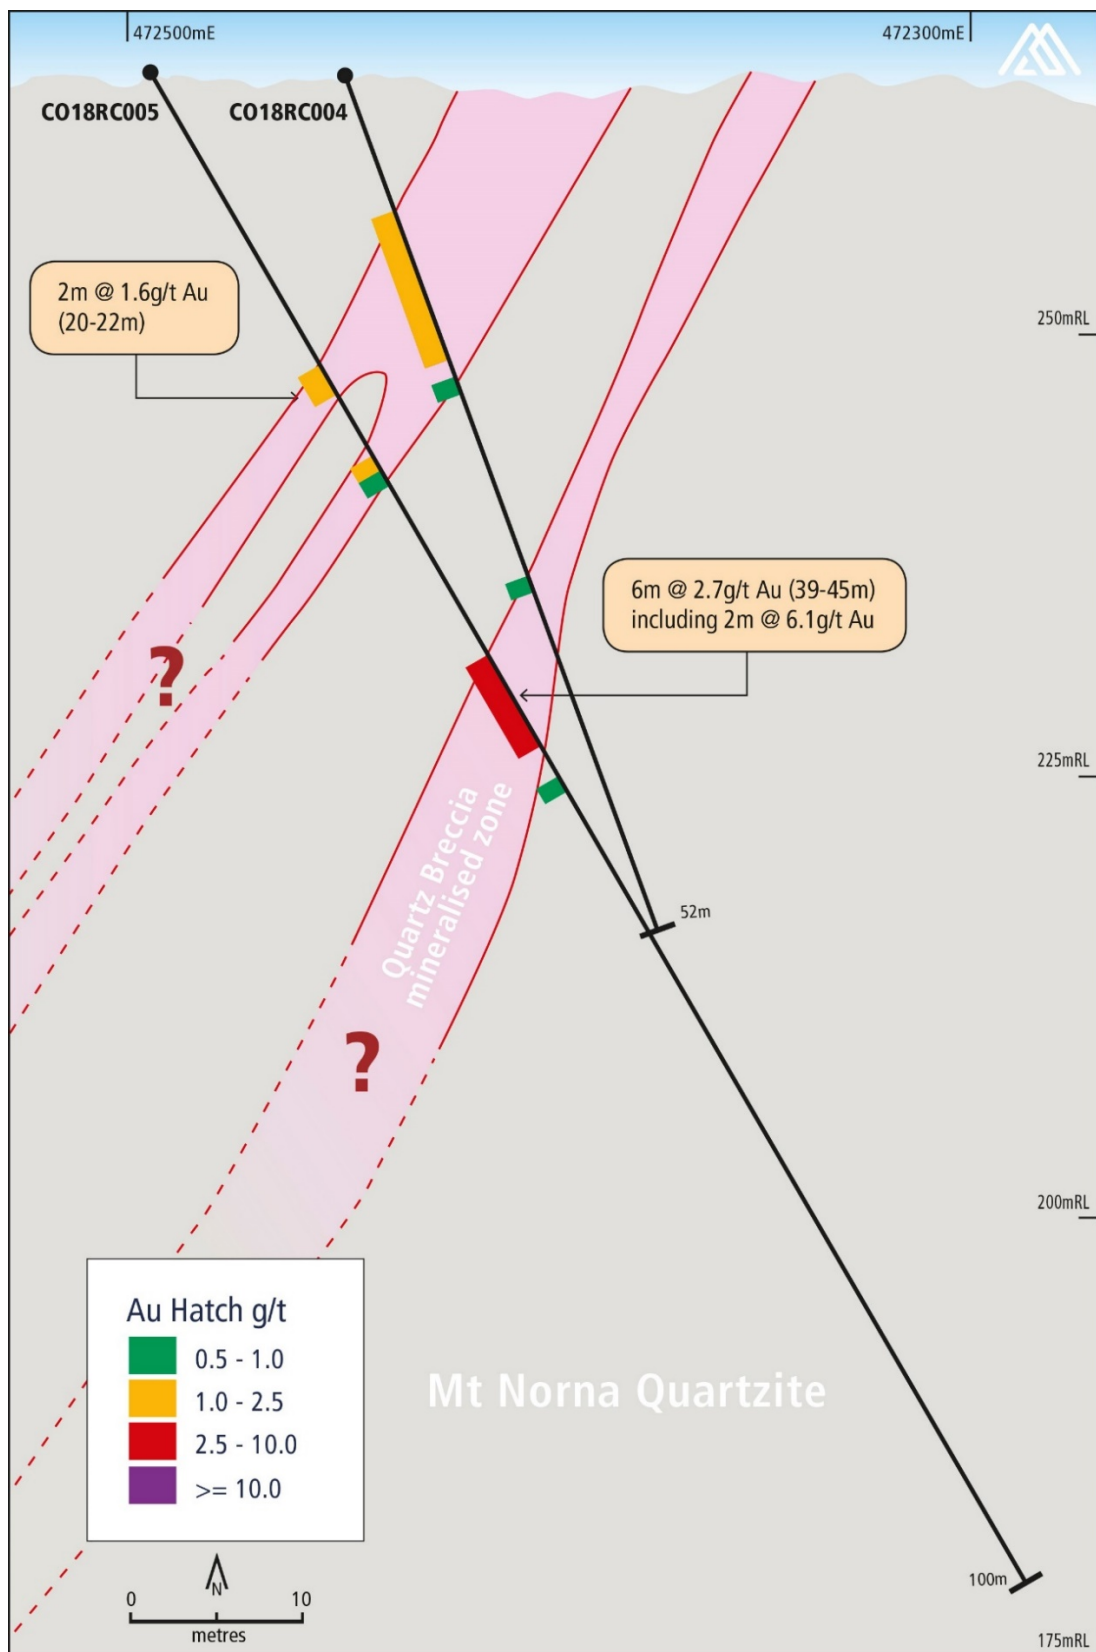 472500mE
472300mE
CO18RC005
CO18RC004
2m @ 1.6g/t Au
(20-22m)
250mRL
6m @ 2.7g/t Au (39-45m)
including 2m @ 6.1g/t Au
?
225mRL
Quartz Breccia
mineralised zone
52m
?
200mRL
Au Hatch g/t
0.5 - 1.0
1.0 - 2.5
2.5 - 10.0
>= 10.0
Mt Norna Quartzite
N
0 10
metres
100m
175mRL